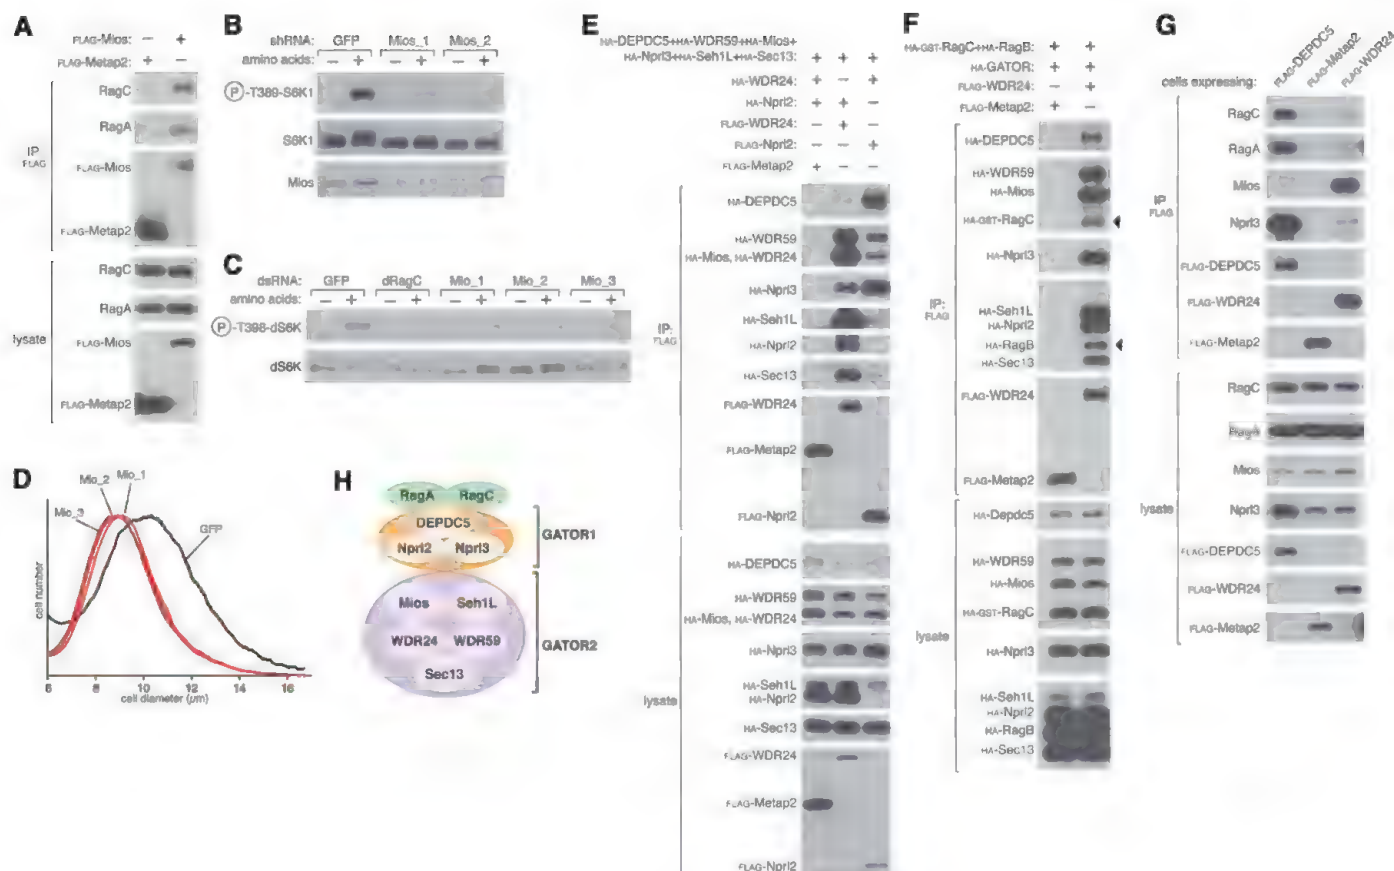 A
FLAG-Mios: − +
FLAG-Metap2: + −
IP FLAG
RagC
RagA
FLAG-Mios
FLAG-Metap2
lysate
RagC
RagA
FLAG-Mios
FLAG-Metap2
B
shRNA: GFP Mios_1 Mios_2
amino acids: − + − + − +
P-T389-S6K1
S6K1
Mios
C
dsRNA: GFP dRagC Mio_1 Mio_2 Mio_3
amino acids: − + − + − + − + − +
P-T398-dS6K
dS6K
D
Mio_2 Mio_1
Mio_3
GFP
cell number
6 8 10 12 14 16
cell diameter (μm)
H
RagA RagC
DEPDC5
Nprl2 Nprl3
GATOR1
Mios Seh1L
WDR24 WDR59
Sec13
GATOR2
E
HA-DEPDC5+HA-WDR59+HA-Mios+
HA-Nprl3+HA-Seh1L+HA-Sec13: + + +
HA-WDR24: + − +
HA-Nprl2: + + −
FLAG-WDR24: − + −
FLAG-Nprl2: − − +
FLAG-Metap2: + − −
IP: FLAG
HA-DEPDC5
HA-WDR59
HA-Mios, HA-WDR24
HA-Nprl3
HA-Seh1L
HA-Nprl2
HA-Sec13
FLAG-WDR24
FLAG-Metap2
FLAG-Nprl2
lysate
HA-DEPDC5
HA-WDR59
HA-Mios, HA-WDR24
HA-Nprl3
HA-Seh1L
HA-Nprl2
HA-Sec13
FLAG-WDR24
FLAG-Metap2
FLAG-Nprl2
F
HA-GST-RagC+HA-RagB: + +
HA-GATOR: + +
FLAG-WDR24: − +
FLAG-Metap2: + −
IP: FLAG
HA-DEPDC5
HA-WDR59
HA-Mios
HA-GST-RagC
HA-Nprl3
HA-Seh1L
HA-Nprl2
HA-RagB
HA-Sec13
FLAG-WDR24
FLAG-Metap2
lysate
HA-Depdc5
HA-WDR59
HA-Mios
HA-GST-RagC
HA-Nprl3
HA-Seh1L
HA-Nprl2
HA-RagB
HA-Sec13
G
cells expressing: FLAG-DEPDC5 FLAG-Metap2 FLAG-WDR24
IP FLAG
RagC
RagA
Mios
Nprl3
FLAG-DEPDC5
FLAG-WDR24
FLAG-Metap2
lysate
RagC
RagA
Mios
Nprl3
FLAG-DEPDC5
FLAG-WDR24
FLAG-Metap2